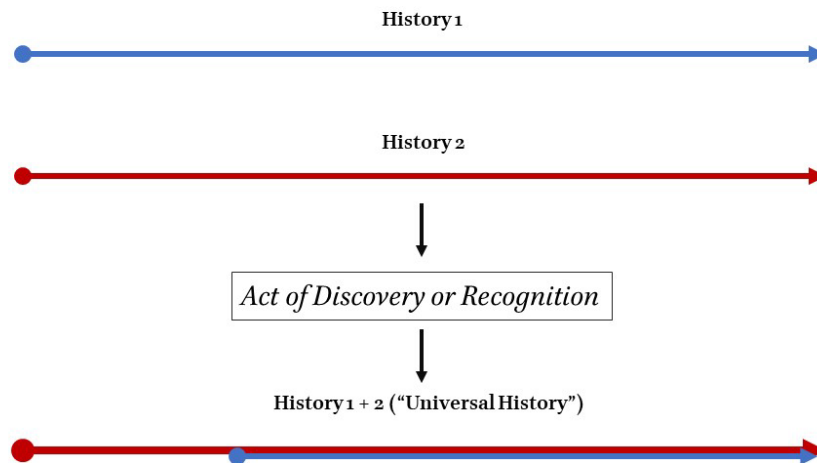 History 1
History 2
Act of Discovery or Recognition
History 1 + 2 (“Universal History”)